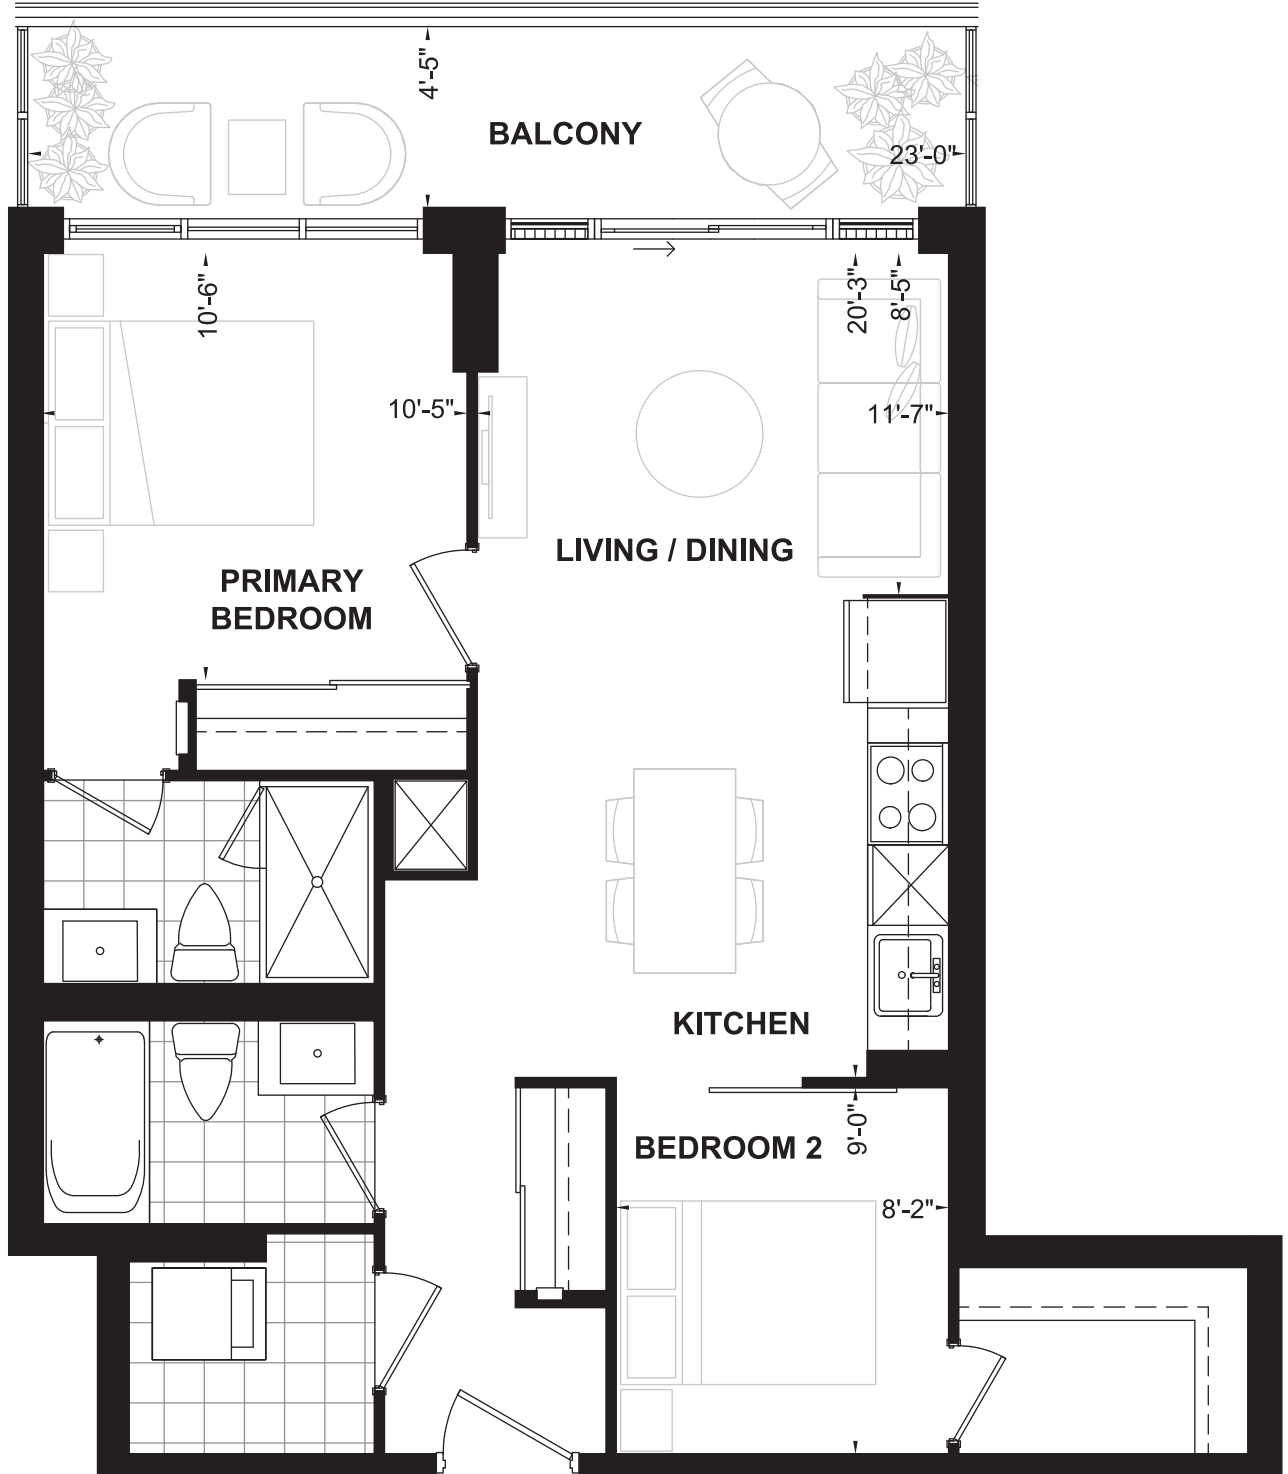 4'-5"
BALCONY
23'-0"
10'-6"
20'-3"
8'-5"
10'-5"
11'-7"
LIVING / DINING
PRIMARY
BEDROOM
KITCHEN
9'-0"
BEDROOM 2
8'-2"